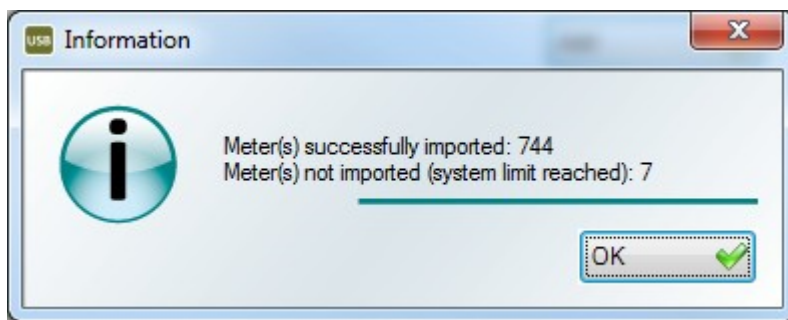 USB Information
Meter(s) successfully imported: 744
Meter(s) not imported (system limit reached): 7
OK